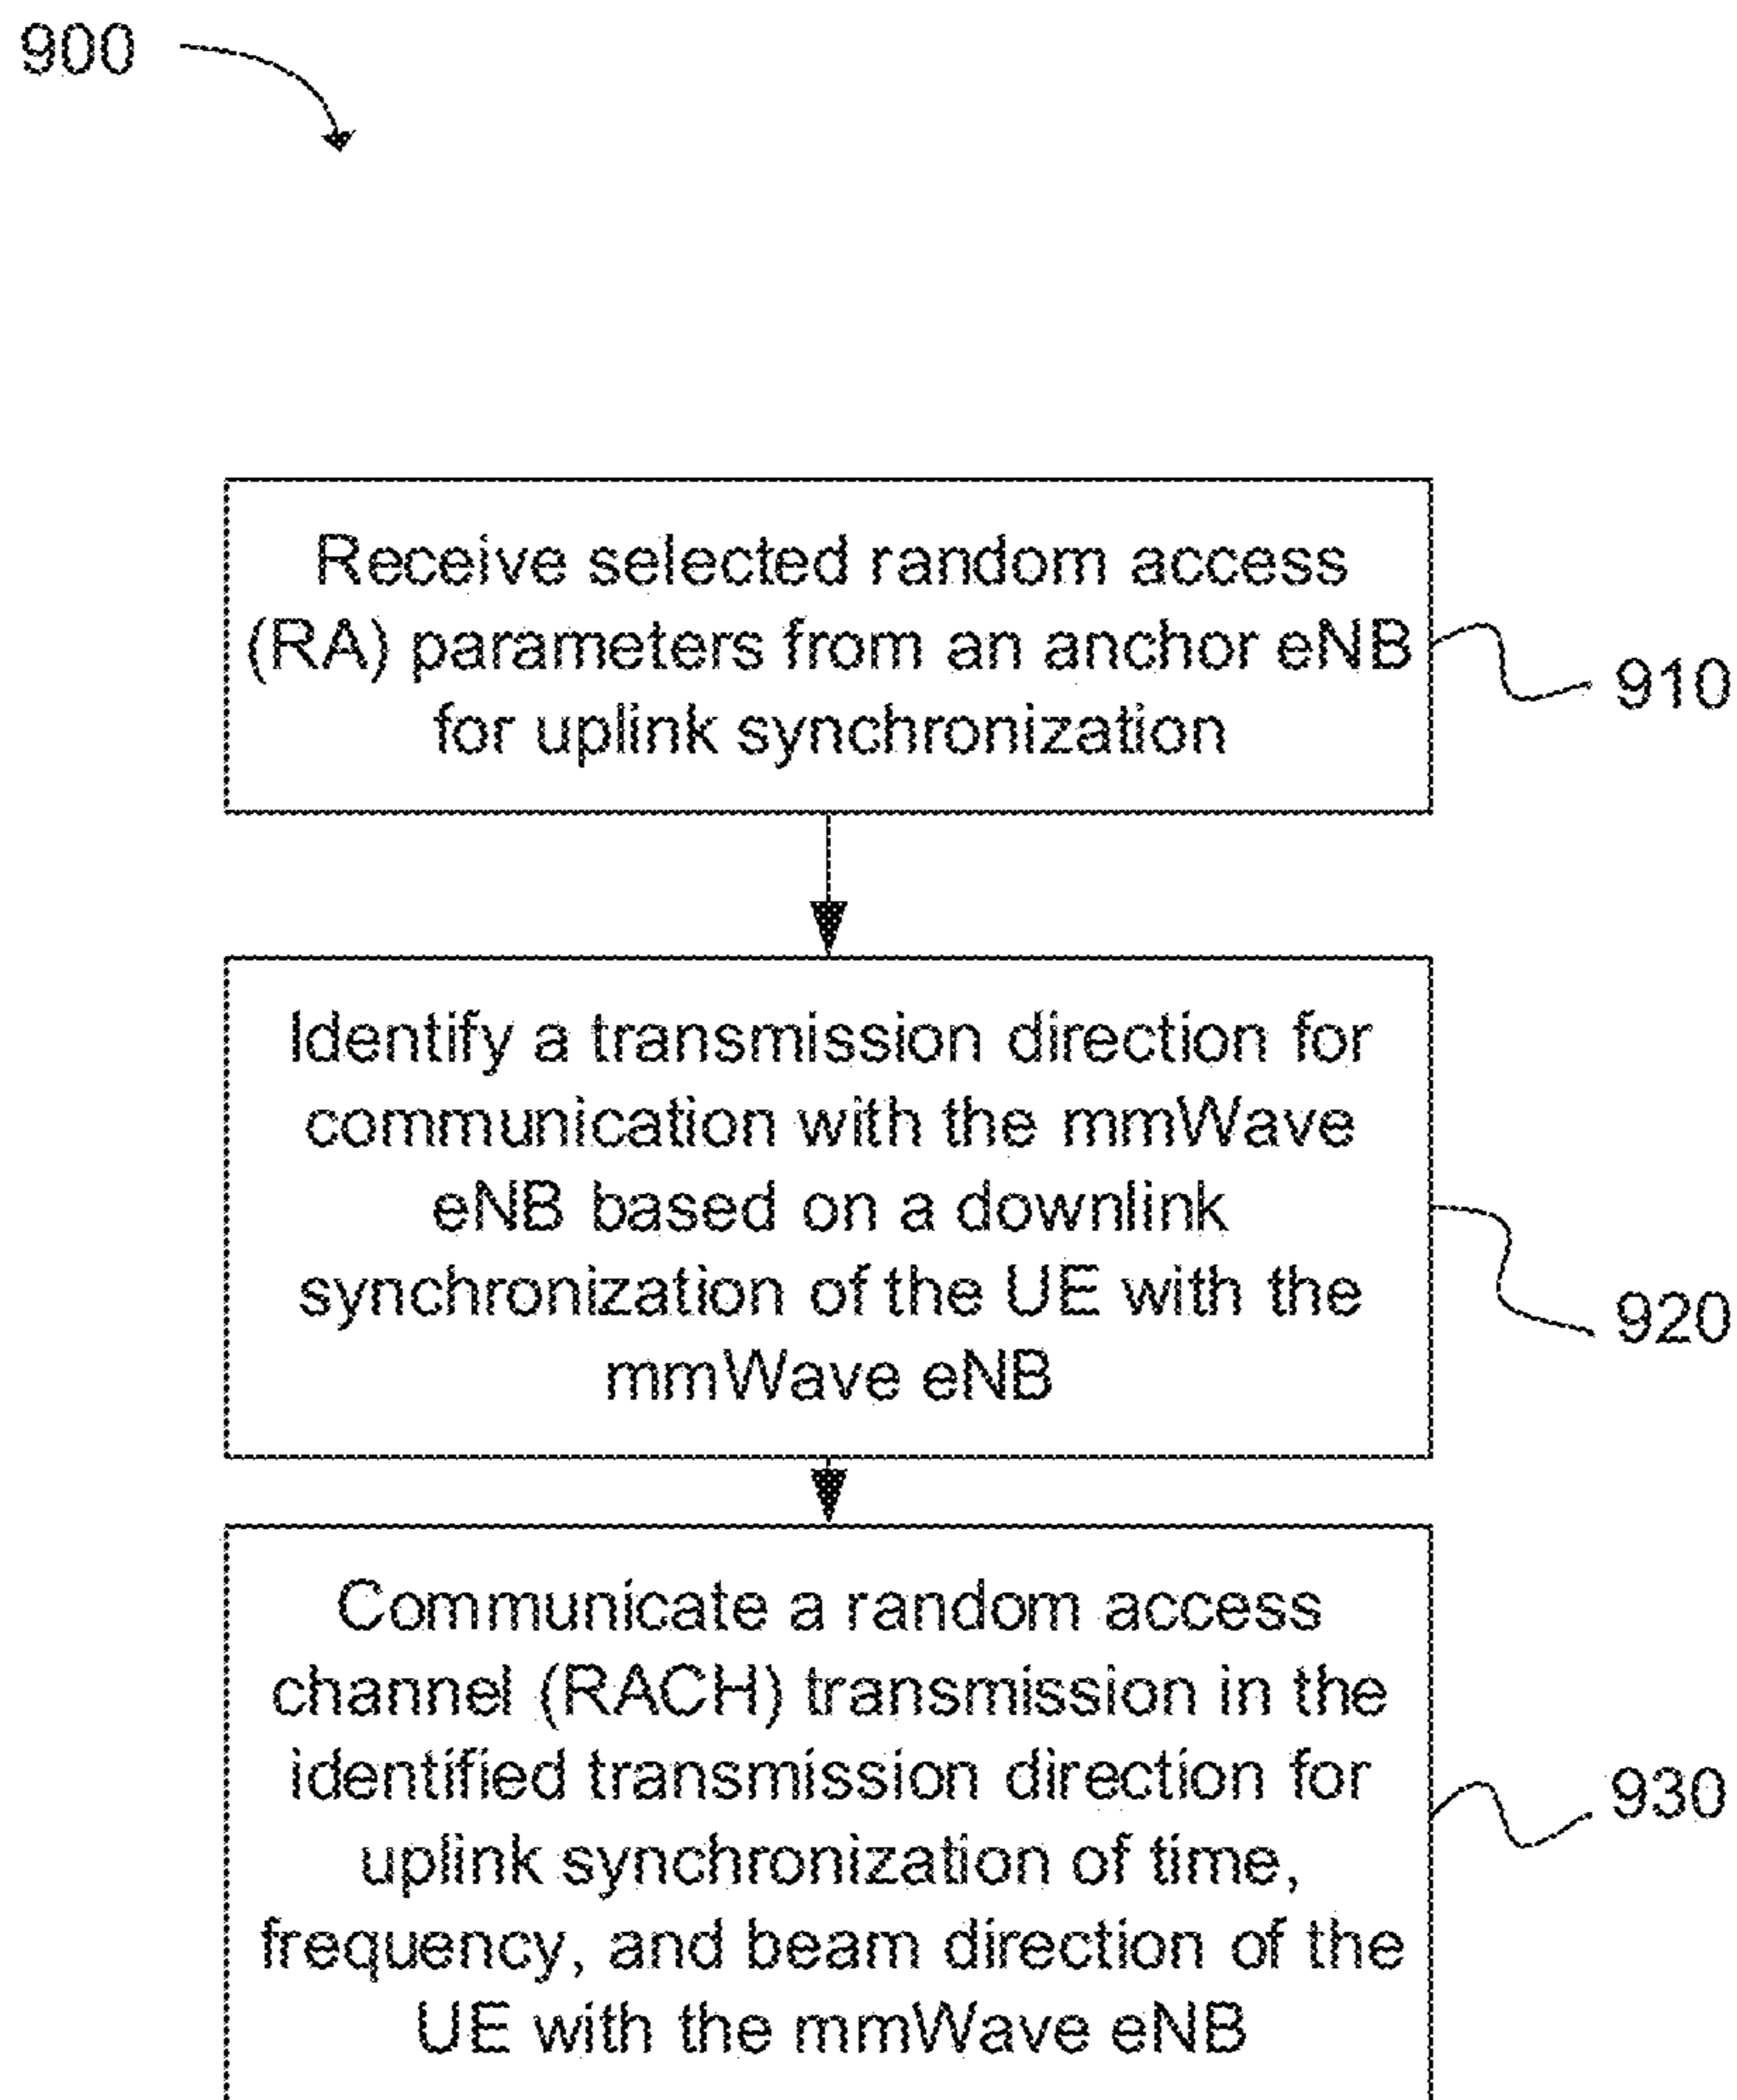 900
Receive selected random access
(RA) parameters from an anchor eNB
for uplink synchronization
910
Identify a transmission direction for
communication with the mmWave
eNB based on a downlink
synchronization of the UE with the
mmWave eNB
920
Communicate a random access
channel (RACH) transmission in the
identified transmission direction for
uplink synchronization of time,
frequency, and beam direction of the
UE with the mmWave eNB
930